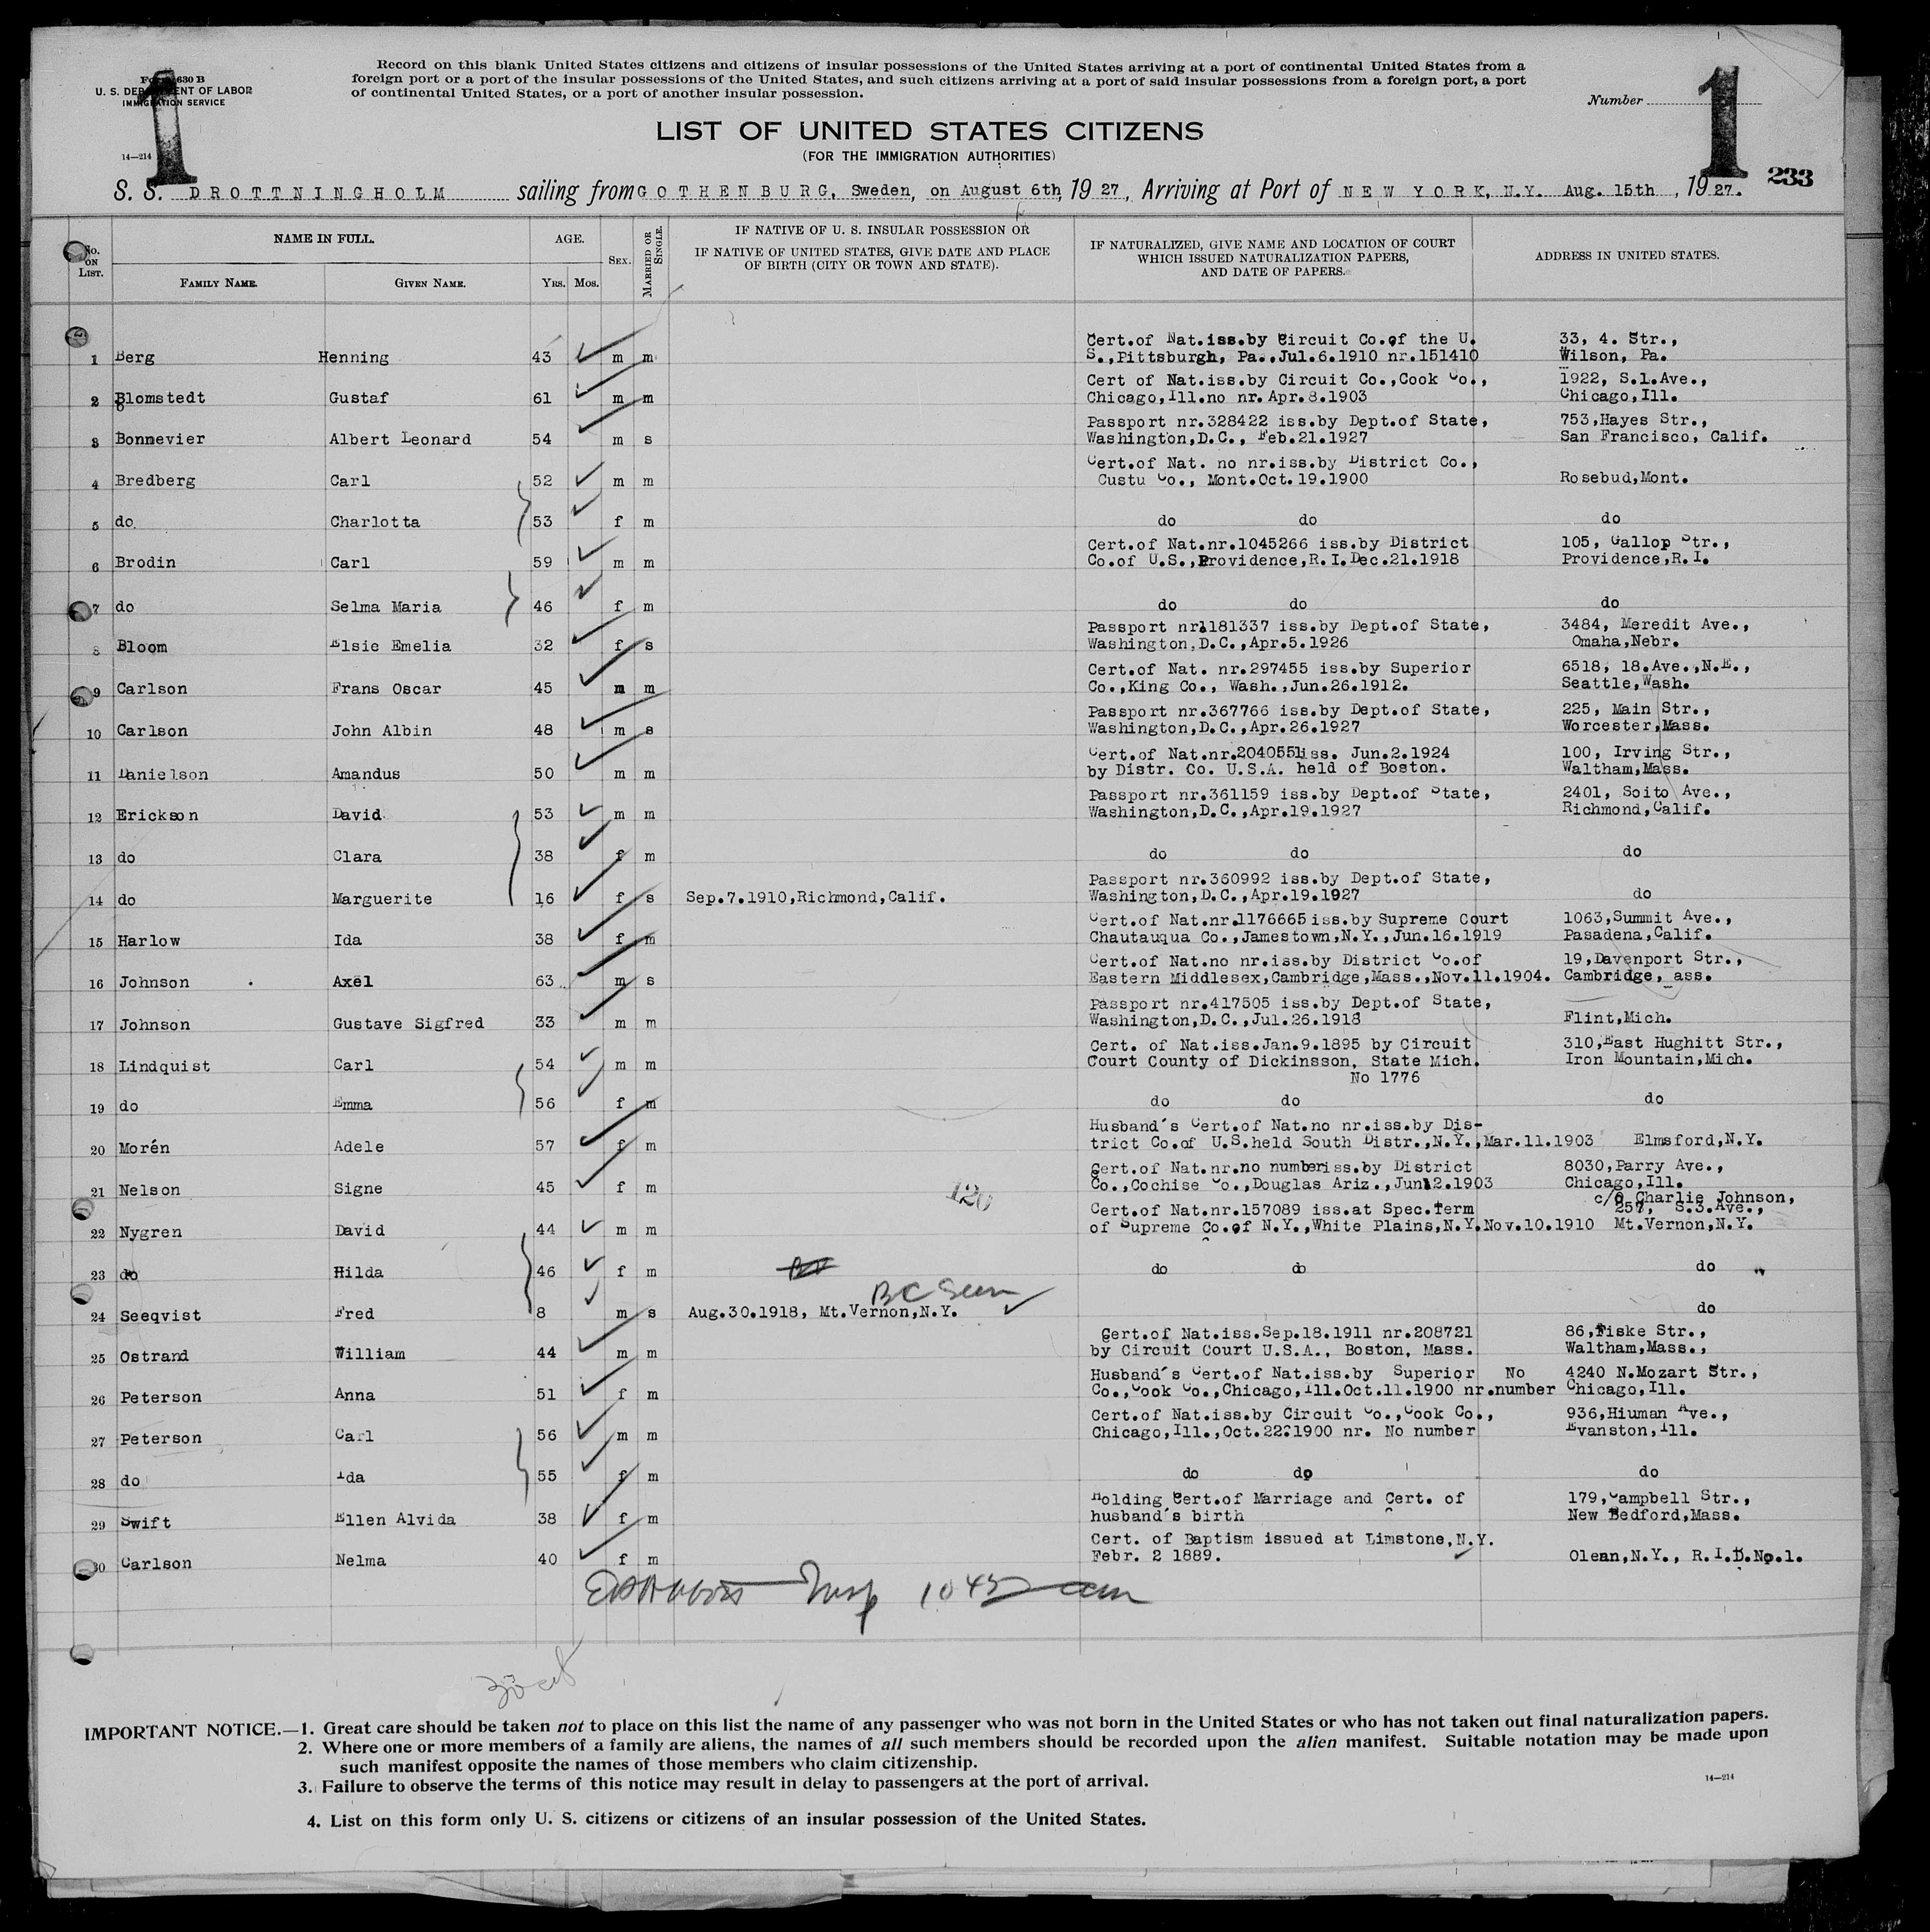 Form 630 B
U. S. DEPARTMENT OF LABOR
IMMIGRATION SERVICE
14—214
1
Record on this blank United States citizens and citizens of insular possessions of the United States arriving at a port of continental United States from a
foreign port or a port of the insular possessions of the United States, and such citizens arriving at a port of said insular possessions from a foreign port, a port
of continental United States, or a port of another insular possession.
Number
1
LIST OF UNITED STATES CITIZENS
(FOR THE IMMIGRATION AUTHORITIES)
233
S. S. DROTTNINGHOLM sailing from GOTHENBURG, Sweden, on August 6th, 1927, Arriving at Port of NEW YORK, N.Y. Aug. 15th, 1927.
No. ON LIST. NAME IN FULL. FAMILY NAME. GIVEN NAME. AGE. YRS. MOS. SEX. MARRIED OR SINGLE.
IF NATIVE OF U. S. INSULAR POSSESSION OR
IF NATIVE OF UNITED STATES, GIVE DATE AND PLACE
OF BIRTH (CITY OR TOWN AND STATE).
IF NATURALIZED, GIVE NAME AND LOCATION OF COURT
WHICH ISSUED NATURALIZATION PAPERS,
AND DATE OF PAPERS.
ADDRESS IN UNITED STATES.
Cert.of Nat.iss.by Circuit Co.of the U. 33, 4. Str.,
1 Berg Henning 43 m m S.,Pittsburgh, Pa.,Jul.6.1910 nr.151410 Wilson, Pa.
Cert of Nat.iss.by Circuit Co.,Cook Co., 1922, S.l.Ave.,
2 Blomstedt Gustaf 61 m m Chicago,Ill.no nr.Apr.8.1903 Chicago,Ill.
Passport nr.328422 iss.by Dept.of State, 753,Hayes Str.,
3 Bonnevier Albert Leonard 54 m s Washington,D.C., Feb.21.1927 San Francisco, Calif.
Cert.of Nat. no nr.iss.by District Co.,
4 Bredberg Carl 52 m m Custu Co., Mont.Oct.19.1900 Rosebud,Mont.
5 do Charlotta 53 f m do do do
Cert.of Nat.nr.1045266 iss.by District 105, Gallop Str.,
6 Brodin Carl 59 m m Co.of U.S.,Providence,R.I.Dec.21.1918 Providence,R.I.
7 do Selma Maria 46 f m do do do
Passport nr1181337 iss.by Dept.of State, 3484, Meredit Ave.,
8 Bloom Elsie Emelia 32 f s Washington,D.C.,Apr.5.1926 Omaha,Nebr.
Cert.of Nat. nr.297455 iss.by Superior 6518, 18.Ave.,N.E.,
9 Carlson Frans Oscar 45 m m Co.,King Co., Wash.,Jun.26.1912. Seattle,Wash.
Passport nr.367766 iss.by Dept.of State, 225, Main Str.,
10 Carlson John Albin 48 m s Washington,D.C.,Apr.26.1927 Worcester,Mass.
Cert.of Nat.nr.2040551iss. Jun.2.1924 100, Irving Str.,
11 Danielson Amandus 50 m m by Distr. Co. U.S.A. held of Boston. Waltham,Mass.
Passport nr.361159 iss.by Dept.of State, 2401, Soito Ave.,
12 Erickson David 53 m m Washington,D.C.,Apr.19.1927 Richmond,Calif.
13 do Clara 38 f m do do do
Passport nr.360992 iss.by Dept.of State,
14 do Marguerite 16 f s Sep.7.1910,Richmond,Calif. Washington,D.C.,Apr.19.1927 do
Cert.of Nat.nr.1176665 iss.by Supreme Court 1063,Summit Ave.,
15 Harlow Ida 38 f m Chautauqua Co.,Jamestown,N.Y.,Jun.16.1919 Pasadena,Calif.
Cert.of Nat.no nr.iss.by District Co.of 19,Davenport Str.,
16 Johnson Axel 63 m s Eastern Middlesex,Cambridge,Mass.,Nov.11.1904. Cambridge, ass.
Passport nr.417505 iss.by Dept.of State,
17 Johnson Gustave Sigfred 33 m m Washington,D.C.,Jul.26.1918 Flint,Mich.
Cert. of Nat.iss.Jan.9.1895 by Circuit 310,East Hughitt Str.,
18 Lindquist Carl 54 m m Court County of Dickinsson, State Mich. Iron Mountain,Mich.
No 1776
19 do Emma 56 f m do do do
Husband's Cert.of Nat.no nr.iss.by Dis-
20 Morén Adele 57 f m trict Co.of U.S.held South Distr.,N.Y.,Mar.11.1903 Elmsford,N.Y.
Cert.of Nat.nr.no number iss.by District 8030,Parry Ave.,
21 Nelson Signe 45 f m 120 Co.,Cochise Co.,Douglas Ariz.,Jun12.1903 Chicago,Ill.
c/o Charlie Johnson,
Cert.of Nat.nr.157089 iss.at Spec.Term 257, S.3.Ave.,
22 Nygren David 44 m m of Supreme Co.of N.Y.,White Plains,N.Y.Nov.10.1910 Mt.Vernon,N.Y.
23 do Hilda 46 f m do do do
BC Seen
24 Seeqvist Fred 8 m s Aug.30.1918, Mt.Vernon,N.Y. do
Cert.of Nat.iss.Sep.18.1911 nr.208721 86,Fiske Str.,
25 Ostrand William 44 m m by Circuit Court U.S.A., Boston, Mass. Waltham,Mass.,
Husband's Cert.of Nat.iss.by Superior No 4240 N.Mozart Str.,
26 Peterson Anna 51 f m Co.,Cook Co.,Chicago,Ill.Oct.11.1900 nr.number Chicago,Ill.
Cert.of Nat.iss.by Circuit Co.,Cook Co., 936,Hiuman Ave.,
27 Peterson Carl 56 m m Chicago,Ill.,Oct.22.1900 nr. No number Evanston,Ill.
28 do Ida 55 f m do do do
Holding Cert.of Marriage and Cert. of 179,Campbell Str.,
29 Swift Ellen Alvida 38 f m husband's birth New Bedford,Mass.
Cert. of Baptism issued at Limstone,N.Y.
30 Carlson Nelma 40 f m Febr. 2 1889. Olean,N.Y., R.I.D.No.1.
Insp 1045 am
IMPORTANT NOTICE.—1. Great care should be taken not to place on this list the name of any passenger who was not born in the United States or who has not taken out final naturalization papers.
2. Where one or more members of a family are aliens, the names of all such members should be recorded upon the alien manifest. Suitable notation may be made upon
such manifest opposite the names of those members who claim citizenship.
3. Failure to observe the terms of this notice may result in delay to passengers at the port of arrival.
14—214
4. List on this form only U. S. citizens or citizens of an insular possession of the United States.